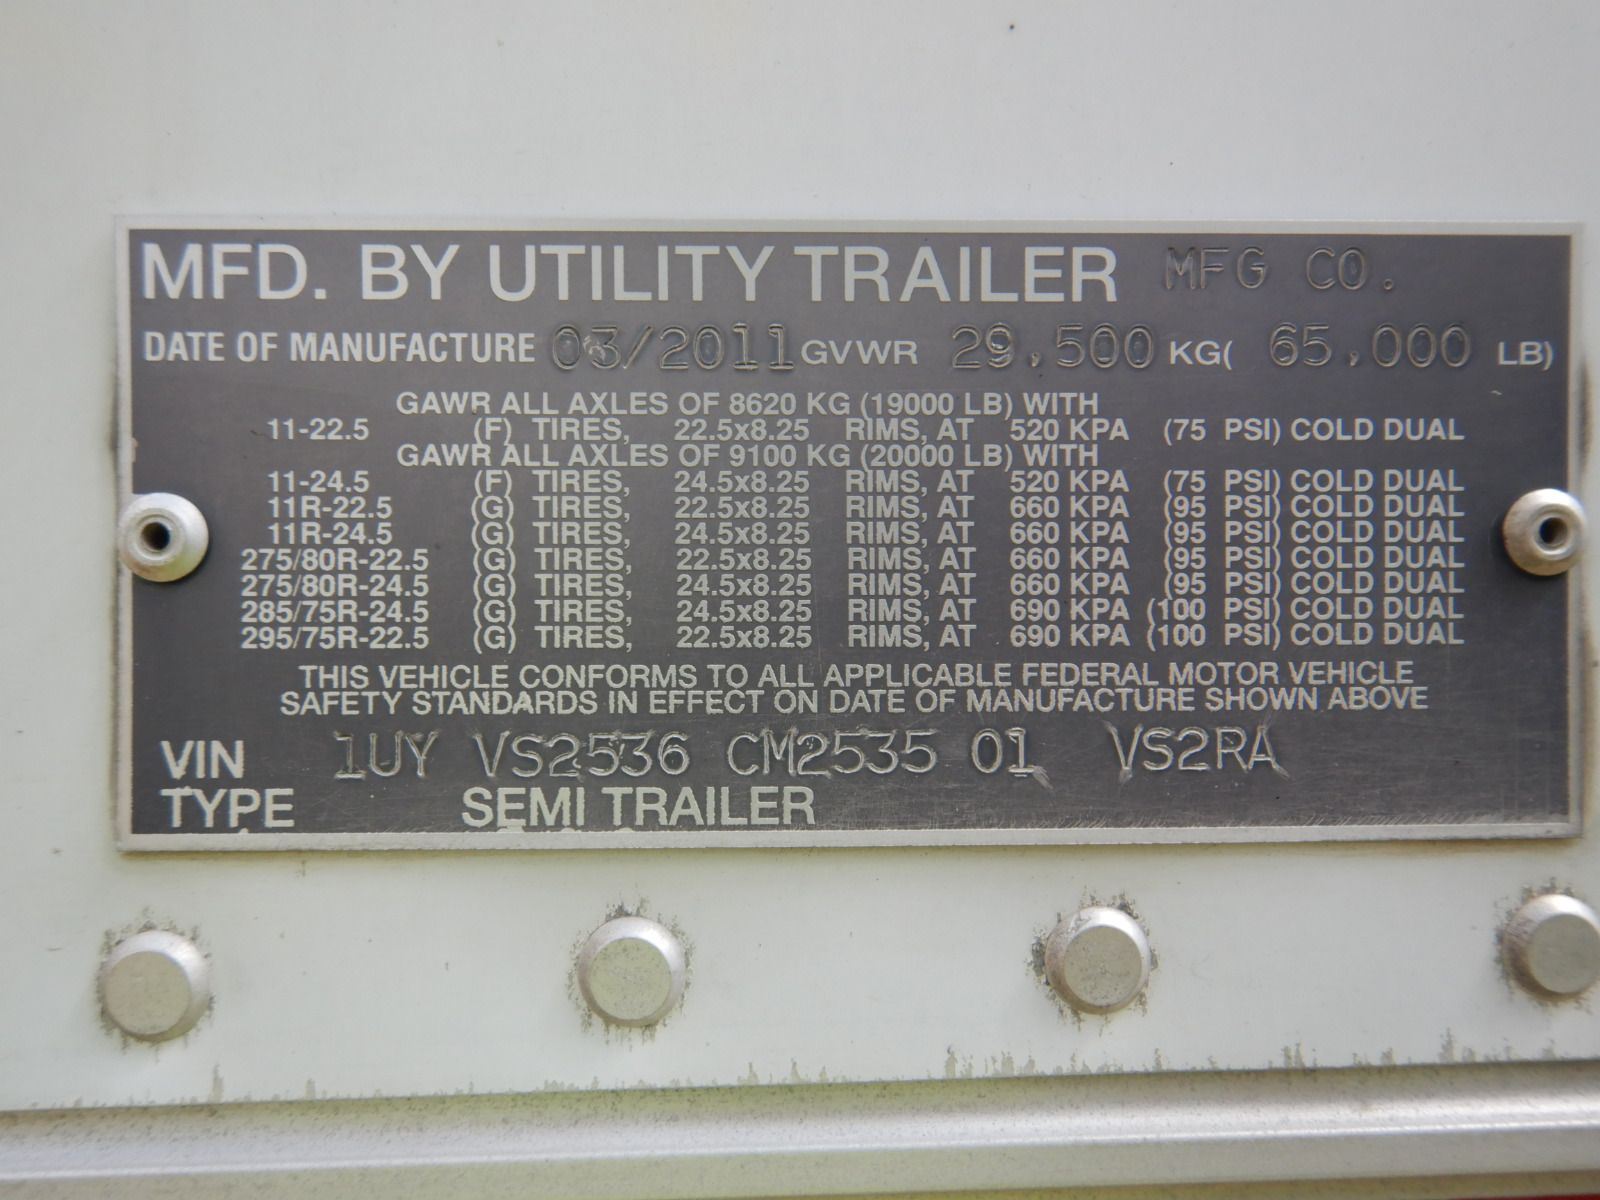 MFD. BY UTILITY TRAILER MFG CO.
DATE OF MANUFACTURE 03/2011 GVWR 29,500 KG( 65,000 LB)
GAWR ALL AXLES OF 8620 KG (19000 LB) WITH
11-22.5 (F) TIRES, 22.5x8.25 RIMS, AT 520 KPA (75 PSI) COLD DUAL
GAWR ALL AXLES OF 9100 KG (20000 LB) WITH
11-24.5 (F) TIRES, 24.5x8.25 RIMS, AT 520 KPA (75 PSI) COLD DUAL
11R-22.5 (G) TIRES, 22.5x8.25 RIMS, AT 660 KPA (95 PSI) COLD DUAL
11R-24.5 (G) TIRES, 24.5x8.25 RIMS, AT 660 KPA (95 PSI) COLD DUAL
275/80R-22.5 (G) TIRES, 22.5x8.25 RIMS, AT 660 KPA (95 PSI) COLD DUAL
275/80R-24.5 (G) TIRES, 24.5x8.25 RIMS, AT 660 KPA (95 PSI) COLD DUAL
285/75R-24.5 (G) TIRES, 24.5x8.25 RIMS, AT 690 KPA (100 PSI) COLD DUAL
295/75R-22.5 (G) TIRES, 22.5x8.25 RIMS, AT 690 KPA (100 PSI) COLD DUAL
THIS VEHICLE CONFORMS TO ALL APPLICABLE FEDERAL MOTOR VEHICLE
SAFETY STANDARDS IN EFFECT ON DATE OF MANUFACTURE SHOWN ABOVE
VIN 1UY VS2536 CM2535 01 VS2RA
TYPE SEMI TRAILER